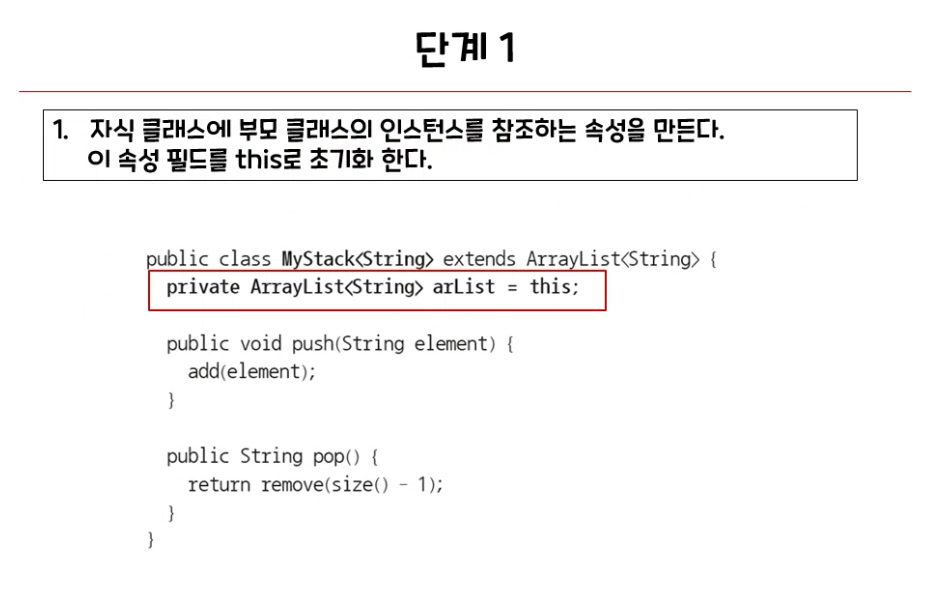 단계 1
1. 자식 클래스에 부모 클래스의 인스턴스를 참조하는 속성을 만든다.
이 속성 필드를 this로 초기화 한다.
public class MyStack<String> extends ArrayList<String> {
private ArrayList<String> arList = this;
public void push(String element) {
add(element);
}
public String pop() {
return remove(size() - 1);
}
}